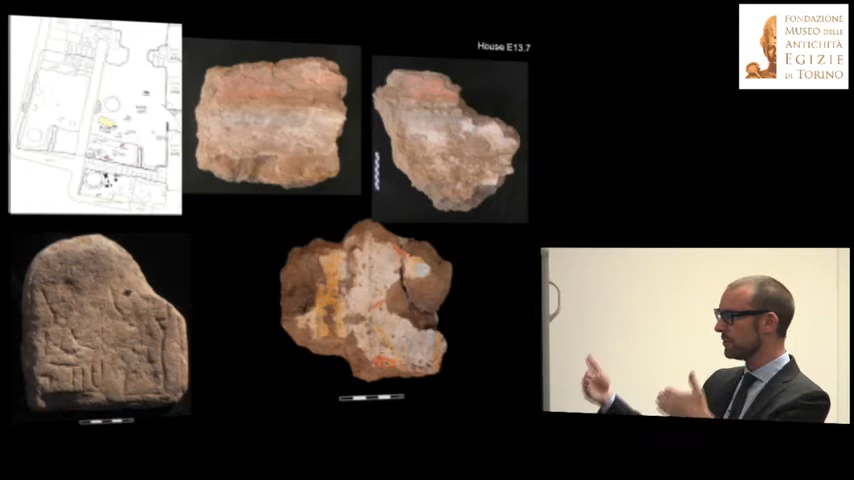 House E13.7
FONDAZIONE
MUSEO DELLE
ANTICHITÀ
EGIZIE
DI TORINO